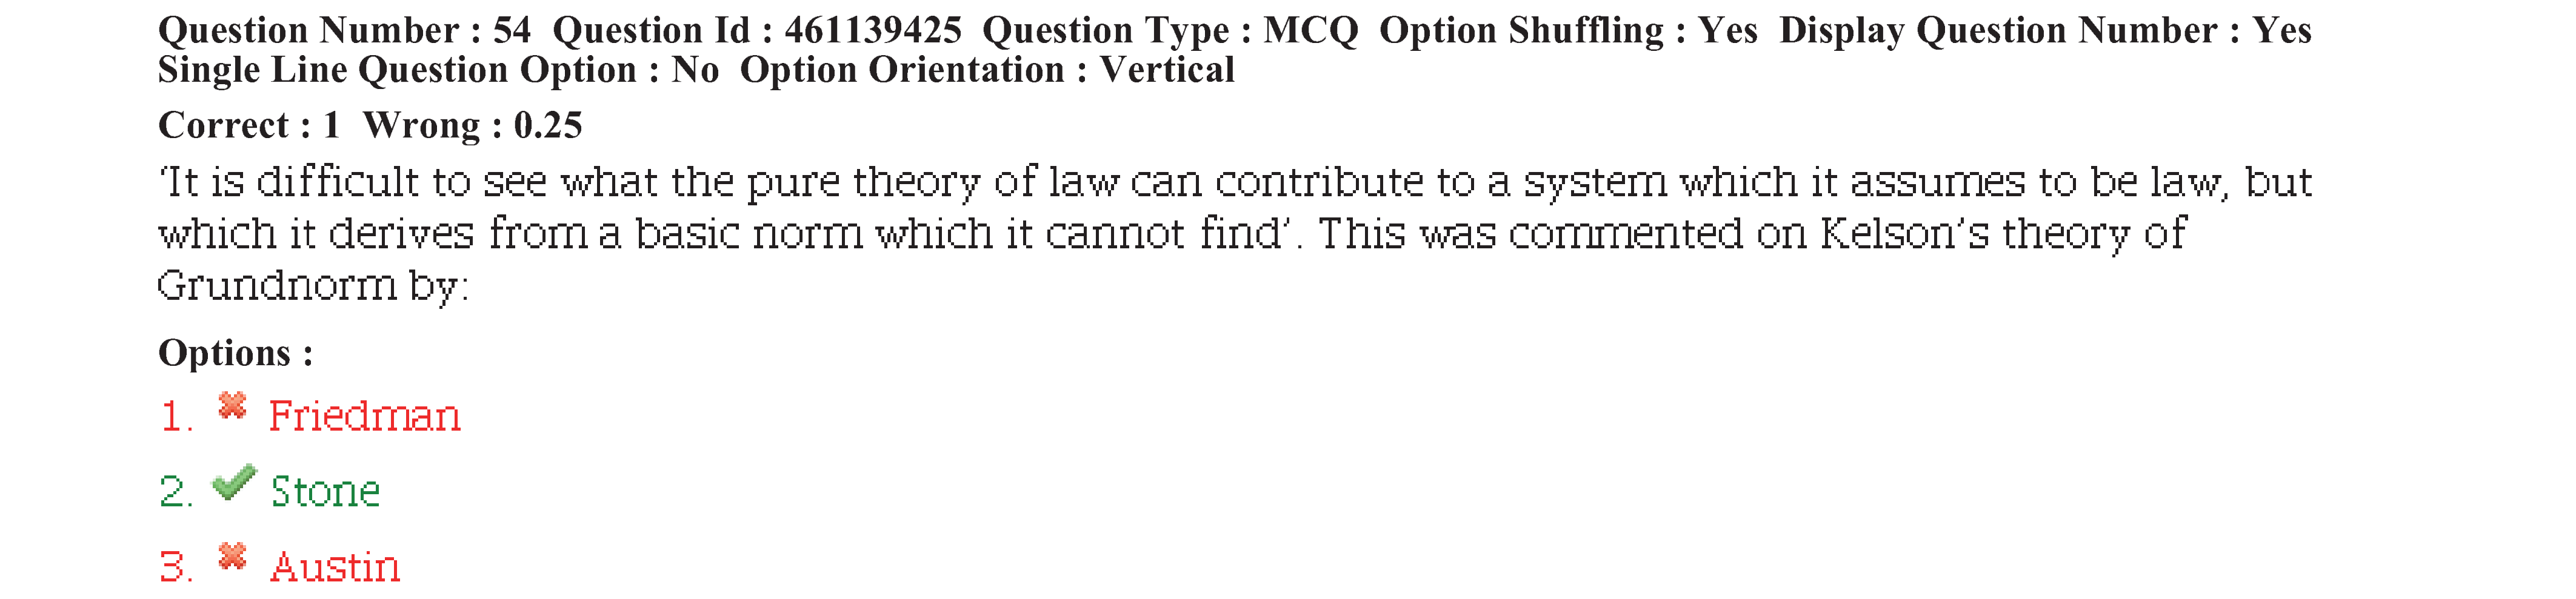 Question Number : 54 Question Id : 461139425 Question Type : MCQ Option Shuffling : Yes Display Question Number : Yes
Single Line Question Option : No Option Orientation : Vertical
Correct : 1 Wrong : 0.25
'It is difficult to see what the pure theory of law can contribute to a system which it assumes to be law, but
which it derives from a basic norm which it cannot find'. This was commented on Kelson's theory of
Grundnorm by:
Options :
1. Friedman
2. Stone
3. Austin